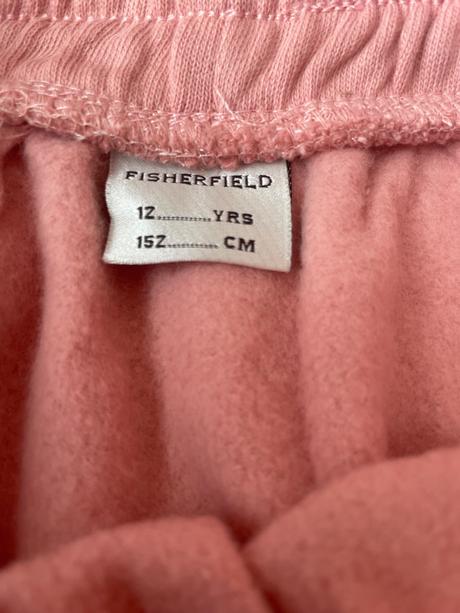 FISHERFIELD
12...........YRS
152........... CM